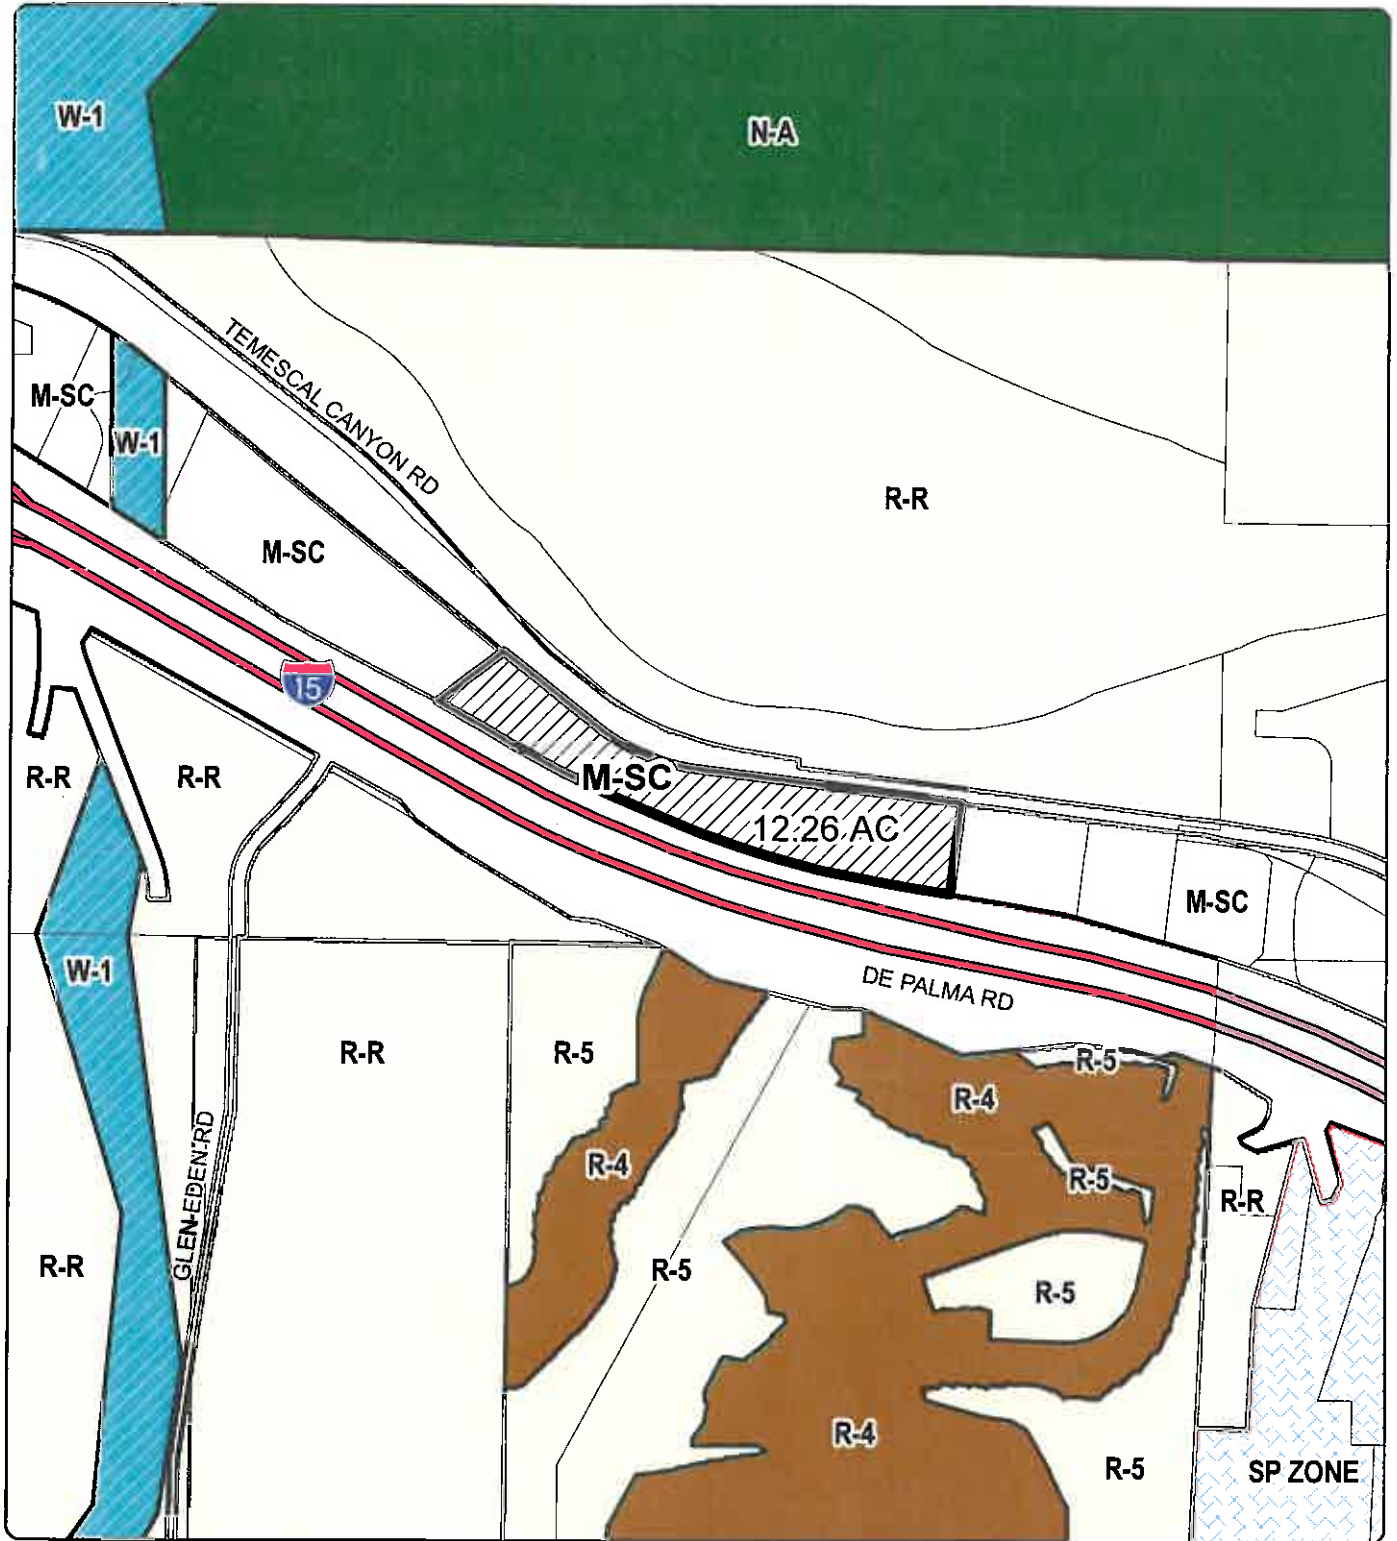 W-1
N-A
TEMESCAL CANYON RD
M-SC
W-1
R-R
M-SC
15
R-R
R-R
M-SC
12.26 AC
M-SC
W-1
DE PALMA RD
R-R
R-5
R-5
R-4
R-4
R-5
R-R
GLEN EDEN RD
R-R
R-5
R-5
R-4
R-5
SP ZONE